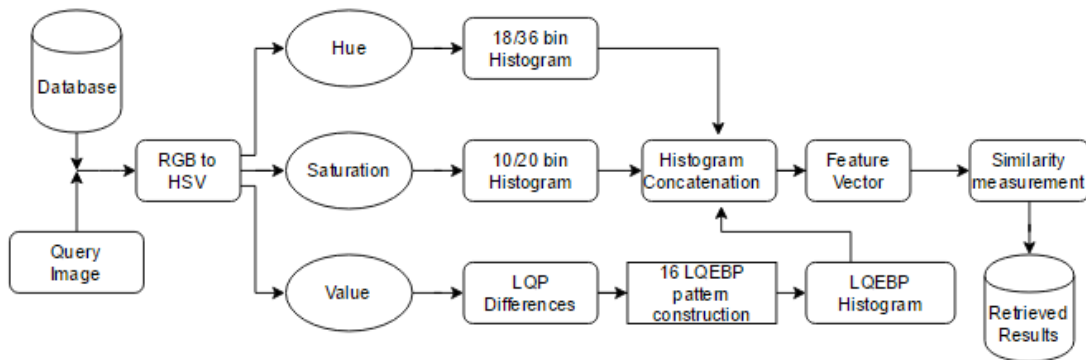 Database
Query
Image
RGB to
HSV
Hue
18/36 bin
Histogram
Saturation
10/20 bin
Histogram
Value
LQP
Differences
16 LQEBP
pattern
construction
LQEBP
Histogram
Histogram
Concatenation
Feature
Vector
Similarity
measurement
Retrieved
Results